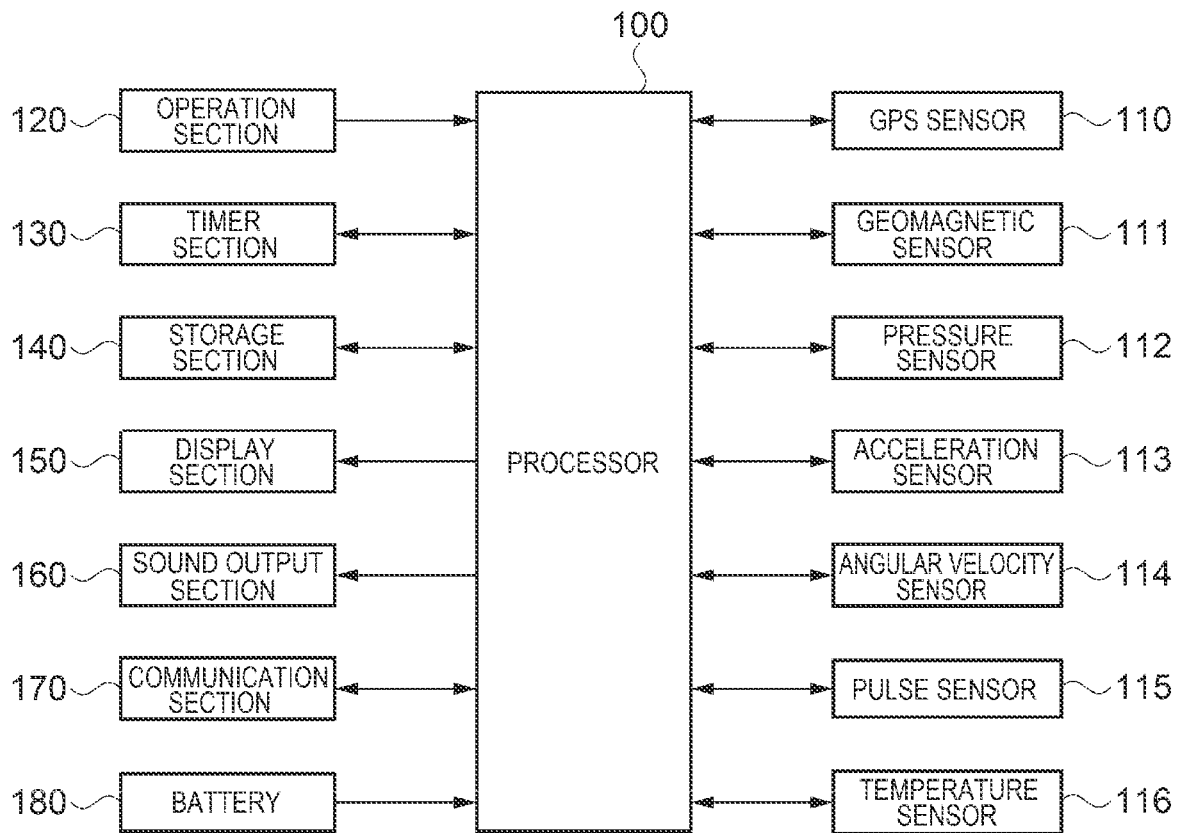 100
120
OPERATION
SECTION
GPS SENSOR
110
130
TIMER
SECTION
GEOMAGNETIC
SENSOR
111
140
STORAGE
SECTION
PRESSURE
SENSOR
112
150
DISPLAY
SECTION
PROCESSOR
ACCELERATION
SENSOR
113
160
SOUND OUTPUT
SECTION
ANGULAR VELOCITY
SENSOR
114
170
COMMUNICATION
SECTION
PULSE SENSOR
115
180
BATTERY
TEMPERATURE
SENSOR
116